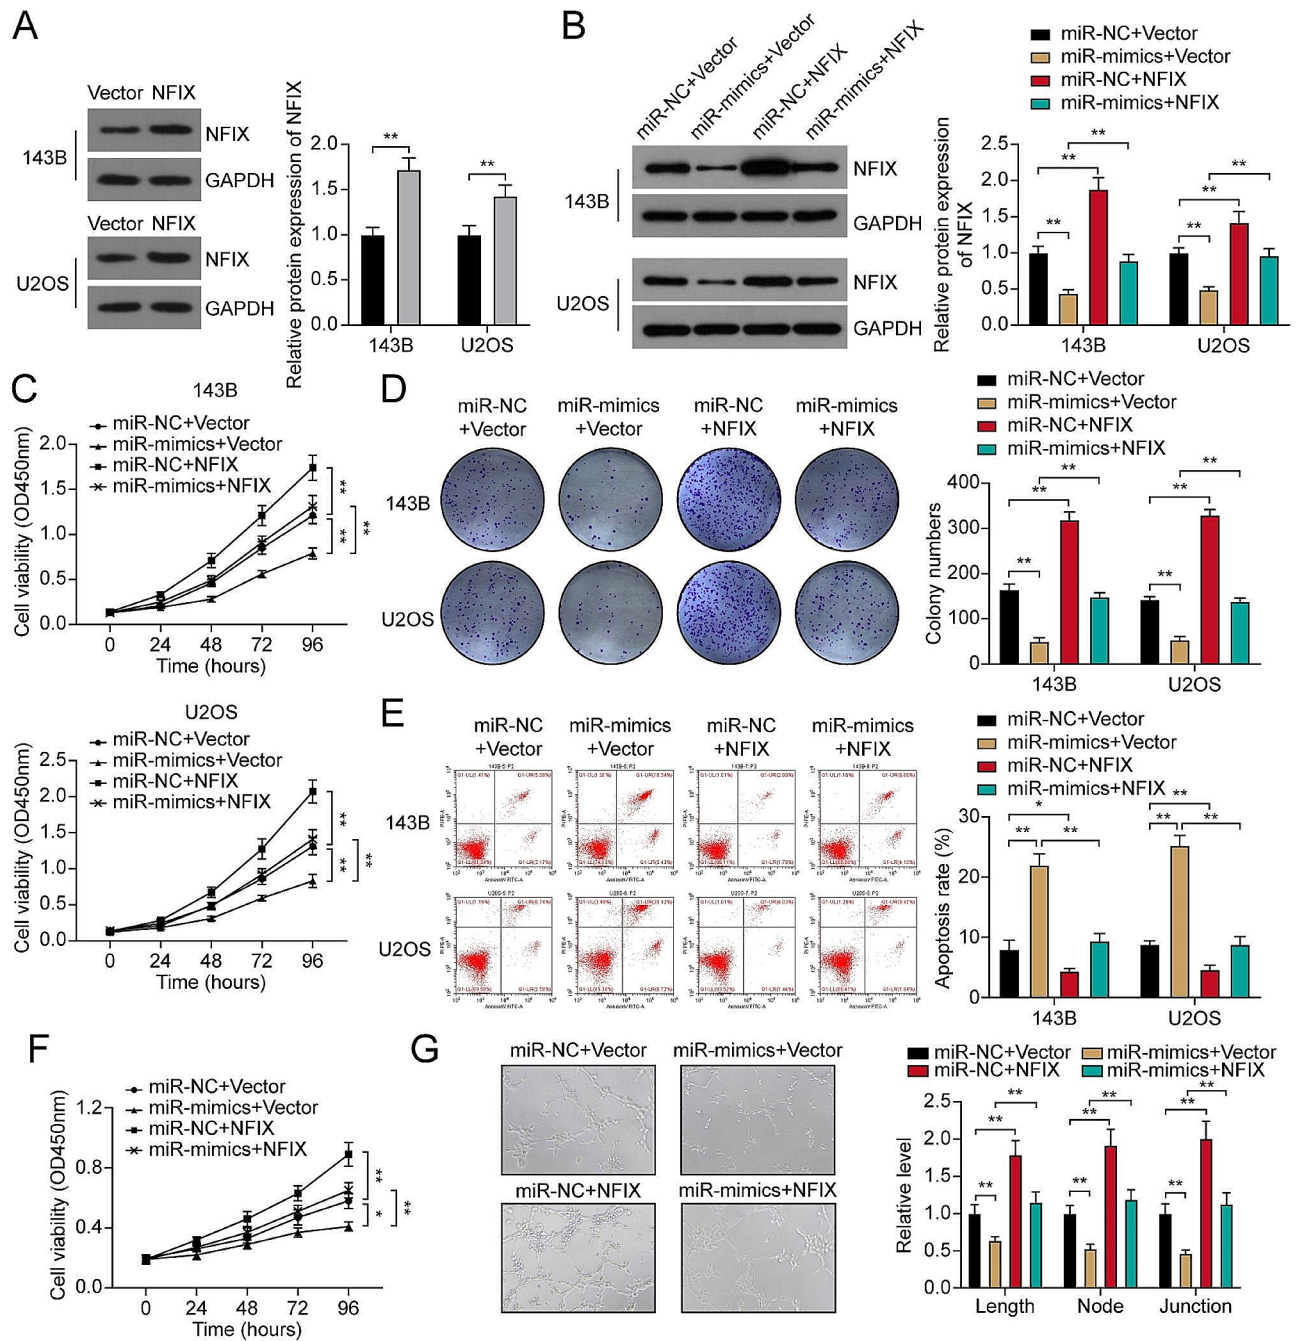 A
Vector NFIX
143B
NFIX
GAPDH
Vector NFIX
U2OS
NFIX
GAPDH
Relative protein expression of NFIX
2.0
1.5
1.0
0.5
0.0
**
**
143B
U2OS
B
miR-NC+Vector
miR-mimics+Vector
miR-NC+NFIX
miR-mimics+NFIX
143B
NFIX
GAPDH
U2OS
NFIX
GAPDH
miR-NC+Vector
miR-mimics+Vector
miR-NC+NFIX
miR-mimics+NFIX
Relative protein expression
of NFIX
2.5
2.0
1.5
1.0
0.5
0.0
**
**
**
**
**
**
143B
U2OS
C
143B
miR-NC+Vector
miR-mimics+Vector
miR-NC+NFIX
miR-mimics+NFIX
Cell viability (OD450nm)
2.0
1.5
1.0
0.5
0.0
**
**
**
0 24 48 72 96
Time (hours)
U2OS
miR-NC+Vector
miR-mimics+Vector
miR-NC+NFIX
miR-mimics+NFIX
Cell viability (OD450nm)
2.5
2.0
1.5
1.0
0.5
0.0
**
**
**
0 24 48 72 96
Time (hours)
D
miR-NC
+Vector
miR-mimics
+Vector
miR-NC
+NFIX
miR-mimics
+NFIX
143B
U2OS
miR-NC+Vector
miR-mimics+Vector
miR-NC+NFIX
miR-mimics+NFIX
Colony numbers
400
300
200
100
0
**
**
**
**
**
**
143B
U2OS
E
miR-NC
+Vector
miR-mimics
+Vector
miR-NC
+NFIX
miR-mimics
+NFIX
143B
U2OS
miR-NC+Vector
miR-mimics+Vector
miR-NC+NFIX
miR-mimics+NFIX
Apoptosis rate (%)
30
20
10
0
*
**
**
**
**
**
143B
U2OS
F
miR-NC+Vector
miR-mimics+Vector
miR-NC+NFIX
miR-mimics+NFIX
Cell viability (OD450nm)
1.2
0.8
0.4
0.0
**
*
**
0 24 48 72 96
Time (hours)
G
miR-NC+Vector
miR-mimics+Vector
miR-NC+NFIX
miR-mimics+NFIX
miR-NC+Vector miR-mimics+Vector
miR-NC+NFIX miR-mimics+NFIX
Relative level
2.5
2.0
1.5
1.0
0.5
0.0
**
**
**
**
**
**
**
**
**
Length
Node
Junction